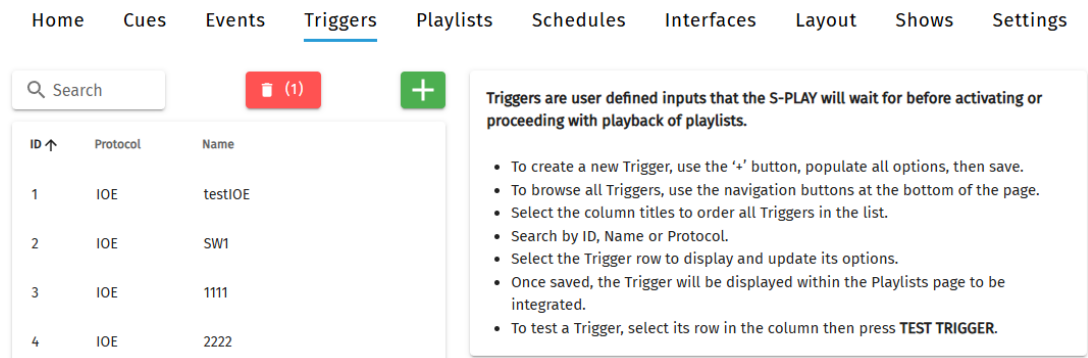 Home Cues Events Triggers Playlists Schedules Interfaces Layout Shows Settings
Search (1) +
ID Protocol Name
1 IOE testIOE
2 IOE SW1
3 IOE 1111
4 IOE 2222
Triggers are user defined inputs that the S-PLAY will wait for before activating or
proceeding with playback of playlists.
• To create a new Trigger, use the ‘+’ button, populate all options, then save.
• To browse all Triggers, use the navigation buttons at the bottom of the page.
• Select the column titles to order all Triggers in the list.
• Search by ID, Name or Protocol.
• Select the Trigger row to display and update its options.
• Once saved, the Trigger will be displayed within the Playlists page to be
integrated.
• To test a Trigger, select its row in the column then press TEST TRIGGER.